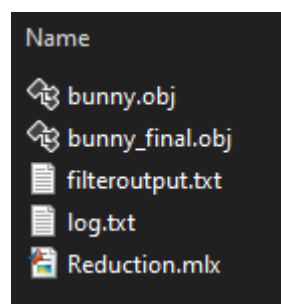 Name
bunny.obj
bunny_final.obj
filteroutput.txt
log.txt
Reduction.mlx